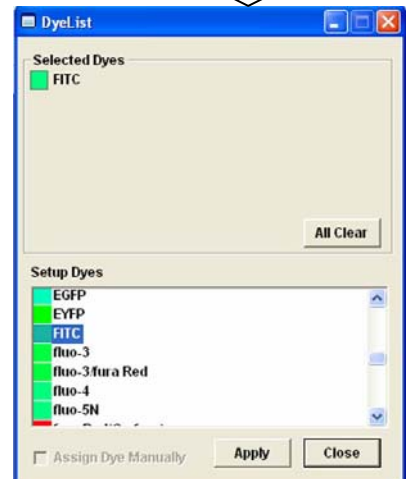 DyeList
Selected Dyes
FITC
All Clear
Setup Dyes
EGFP
EYFP
FITC
fluo-3
fluo-3/fura Red
fluo-4
fluo-5N
Assign Dye Manually
Apply
Close